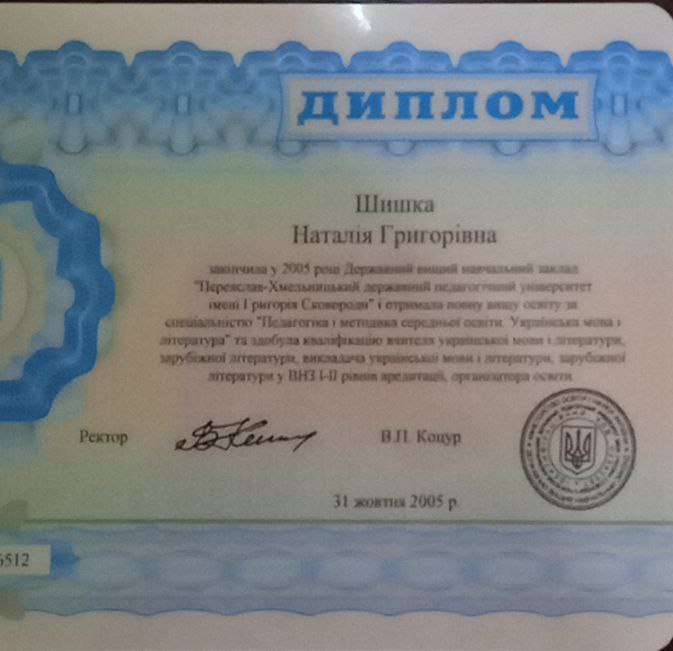 ДИПЛОМ
Шишка
Наталія Григорівна
закінчила у 2005 році Державний вищий навчальний заклад
"Переяслав-Хмельницький державний педагогічний університет
імені Григорія Сковороди" і отримала повну вищу освіту за
спеціальністю "Педагогіка і методика середньої освіти. Українська мова і
література" та здобула кваліфікацію вчителя української мови і літератури,
зарубіжної літератури, викладача української мови і літератури, зарубіжної
літератури у ВНЗ І-ІІ рівнів акредитації, організатора освіти
Ректор В.П. Коцур
31 жовтня 2005 р.
6512